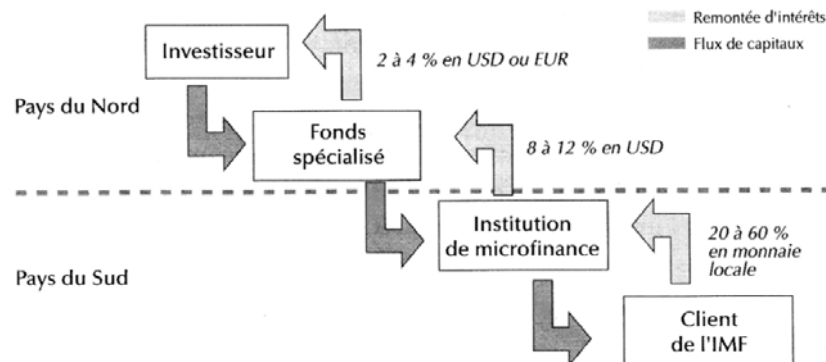 Remontée d'intérêts
Flux de capitaux
Investisseur
2 à 4 % en USD ou EUR
Pays du Nord
Fonds
spécialisé
8 à 12 % en USD
Institution
de microfinance
20 à 60 %
en monnaie
locale
Pays du Sud
Client
de l'IMF